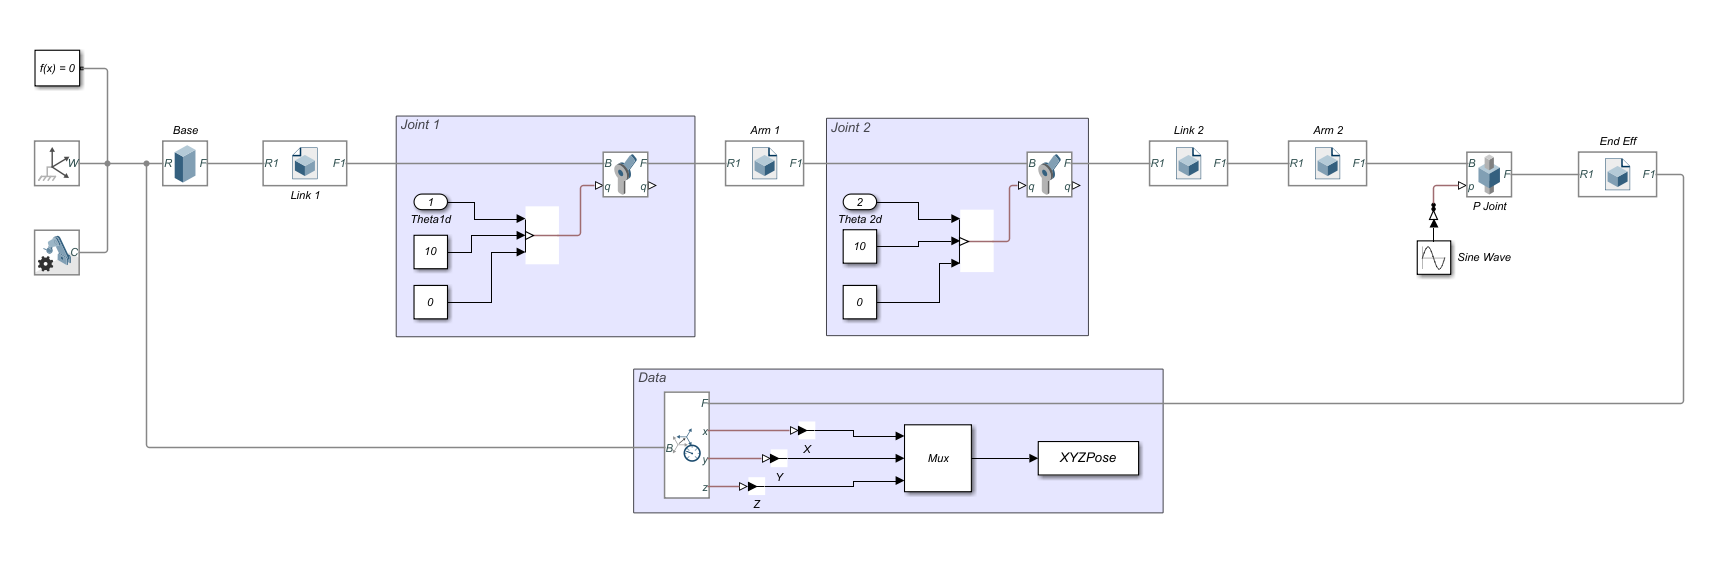 f(x) = 0
W
C
Base
R F
R1 F1
Link 1
Joint 1
B F
q q
1
Theta1d
10
0
Arm 1
R1 F1
Joint 2
B F
q q
2
Theta 2d
10
0
Link 2
R1 F1
Arm 2
R1 F1
B
F
p
P Joint
Sine Wave
End Eff
R1 F1
Data
F
x
B
y
z
X
Y
Z
Mux
XYZPose